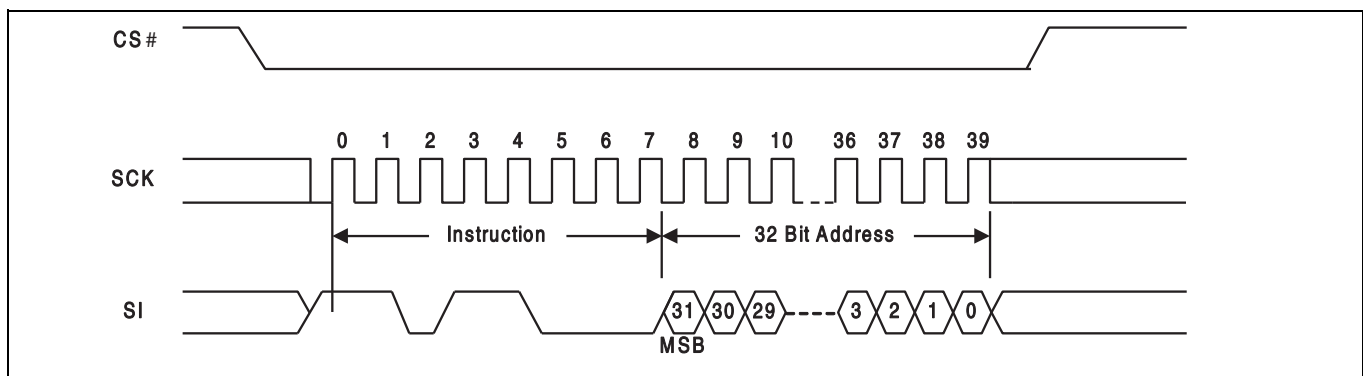 CS#
0 1 2 3 4 5 6 7 8 9 10 36 37 38 39
SCK
Instruction 32 Bit Address
SI 31 30 29 3 2 1 0
MSB